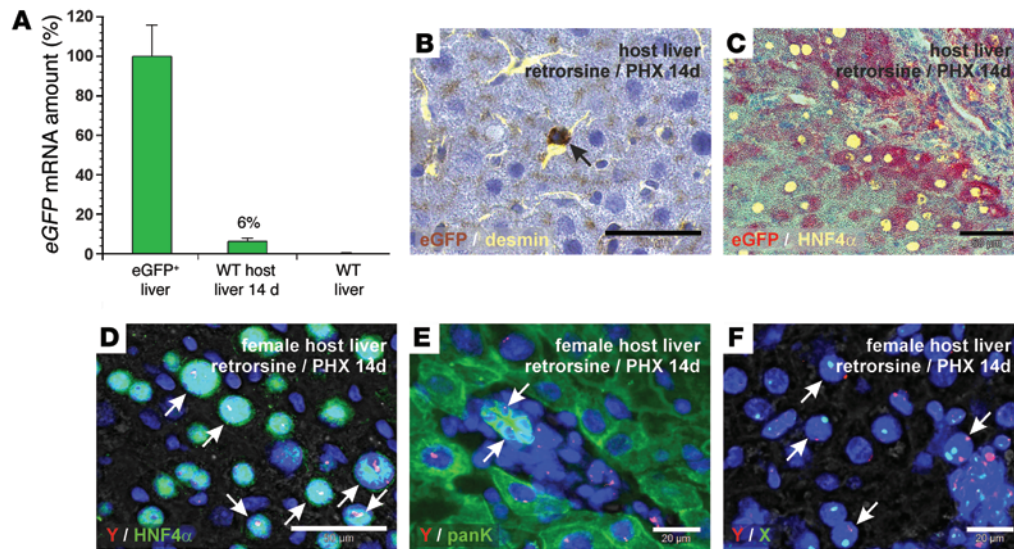 A
eGFP mRNA amount (%)
120
100
80
60
40
20
0
6%
eGFP⁺
liver
WT host
liver 14 d
WT
liver
B
host liver
retrorsine / PHX 14d
eGFP / desmin
C
host liver
retrorsine / PHX 14d
eGFP / HNF4α
D
female host liver
retrorsine / PHX 14d
Y / HNF4α
E
female host liver
retrorsine / PHX 14d
Y / panK
20 µm
F
female host liver
retrorsine / PHX 14d
Y / X
20 µm